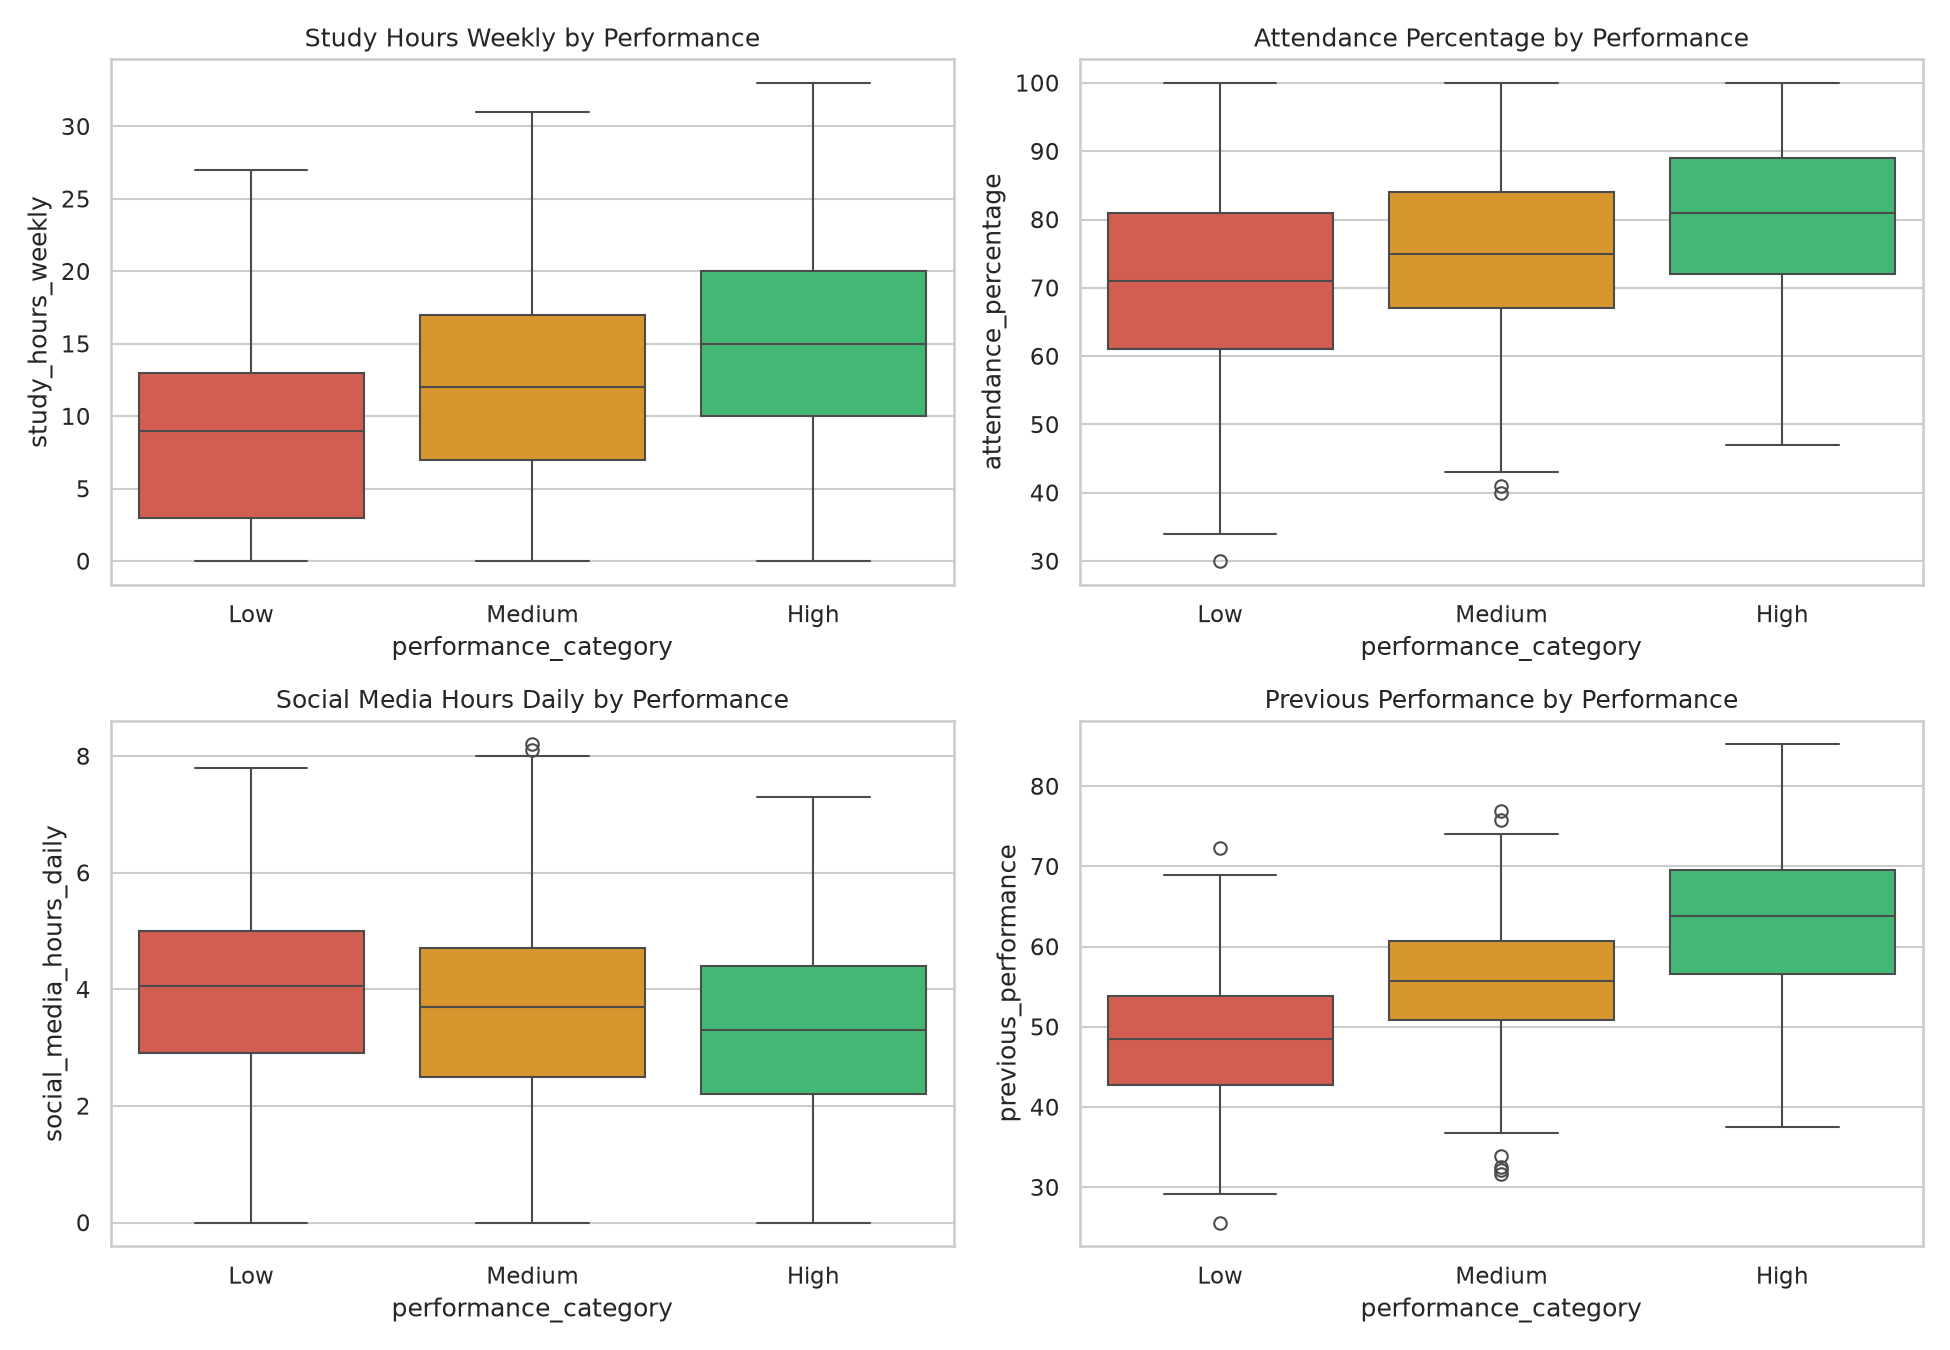 Study Hours Weekly by Performance
study_hours_weekly
30
25
20
15
10
5
0
Low Medium High
performance_category
Attendance Percentage by Performance
attendance_percentage
100
90
80
70
60
50
40
30
Low Medium High
performance_category
Social Media Hours Daily by Performance
social_media_hours_daily
8
6
4
2
0
Low Medium High
performance_category
Previous Performance by Performance
previous_performance
80
70
60
50
40
30
Low Medium High
performance_category